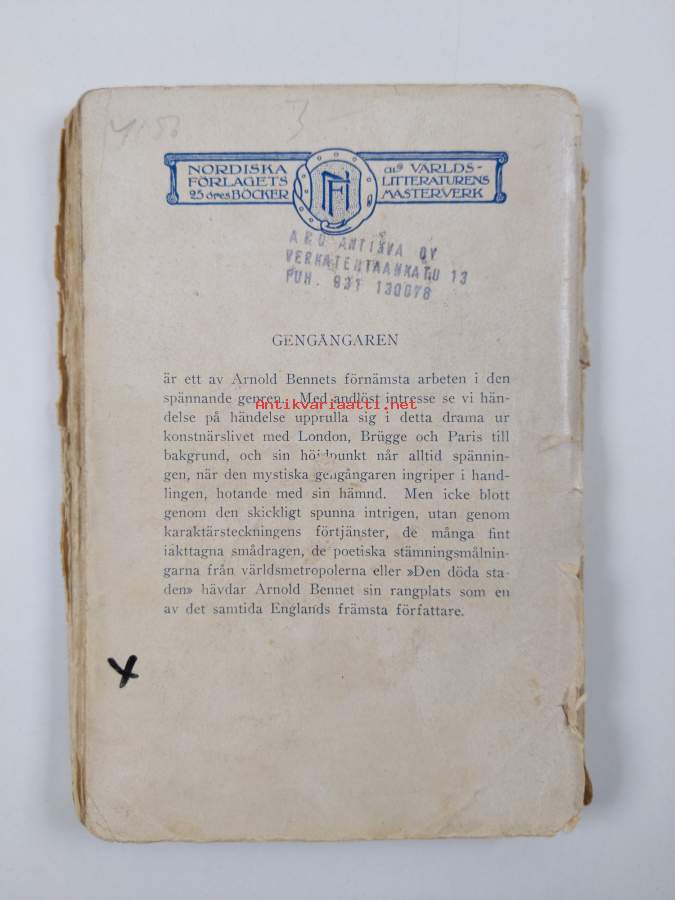 NORDISKA
FÖRLAGETS
25 öres BÖCKER
NF
av VÄRLDS-
LITTERATURENS
MÄSTERVERK
ARO ANTIKVA OY
VERKATEHTAANKATU 13
PUH. 931 130078
GENGÅNGAREN
är ett av Arnold Bennets förnämsta arbeten i den
spännande genren. Med andlöst intresse se vi hän-
Antikvariaatti.net
delse på händelse upprulla sig i detta drama ur
konstnärslivet med London, Brügge och Paris till
bakgrund, och sin höjdpunkt når alltid spännin-
gen, när den mystiska gengångaren ingriper i hand-
lingen, hotande med sin hämnd. Men icke blott
genom den skickligt spunna intrigen, utan genom
karaktärsteckningens förtjänster, de många fint
iakttagna smådragen, de poetiska stämningsmålnin-
garna från världsmetropolerna eller »Den döda sta-
den» hävdar Arnold Bennet sin rangplats som en
av det samtida Englands främsta författare.